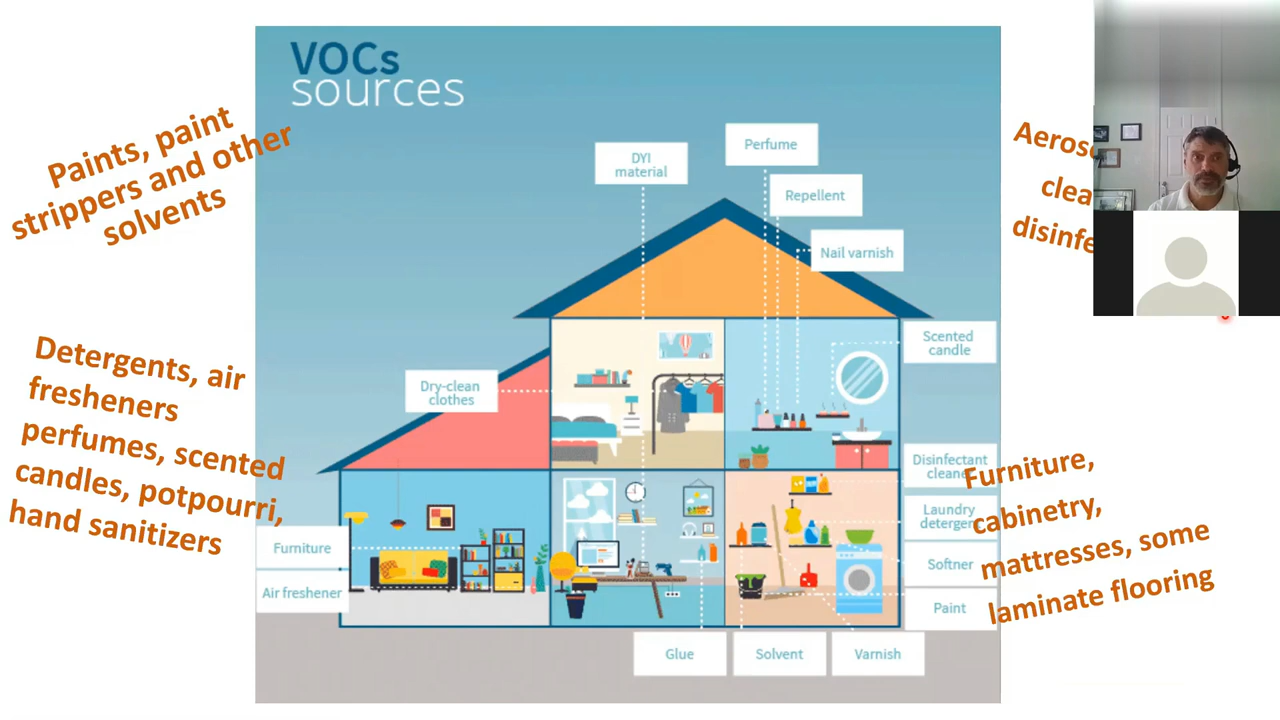 VOCs
sources
Paints, paint
strippers and other
solvents
DYI
material
Perfume
Repellent
Nail varnish
Scented
candle
Dry-clean
clothes
Detergents, air
fresheners
perfumes, scented
candles, potpourri,
hand sanitizers
Disinfectant
Laundry
Softner
Paint
Furniture,
cabinetry,
mattresses, some
laminate flooring
Furniture
Air freshener
Glue
Solvent
Varnish